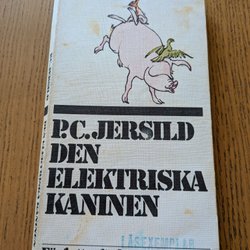 P.C. JERSILD
DEN
ELEKTRISKA
KANINEN
LÄSEXEMPLAR